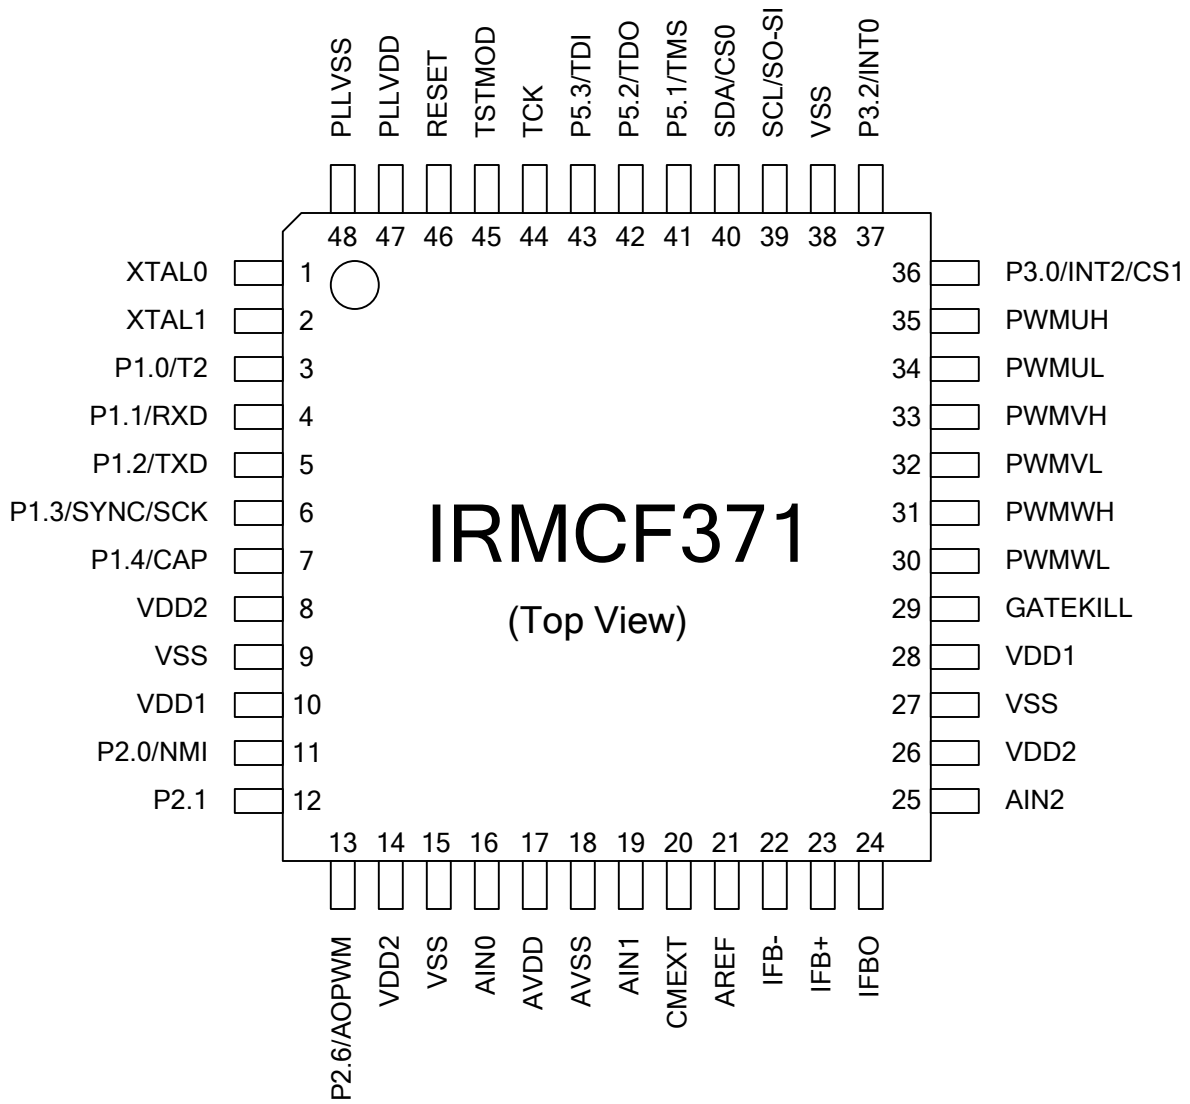 PLLVSS
PLLVDD
RESET
TSTMOD
TCK
P5.3/TDI
P5.2/TDO
P5.1/TMS
SDA/CS0
SCL/SO-SI
VSS
P3.2/INT0
48 47 46 45 44 43 42 41 40 39 38 37
XTAL0 1
XTAL1 2
P1.0/T2 3
P1.1/RXD 4
P1.2/TXD 5
P1.3/SYNC/SCK 6
P1.4/CAP 7
VDD2 8
VSS 9
VDD1 10
P2.0/NMI 11
P2.1 12
IRMCF371
(Top View)
36 P3.0/INT2/CS1
35 PWMUH
34 PWMUL
33 PWMVH
32 PWMVL
31 PWMWH
30 PWMWL
29 GATEKILL
28 VDD1
27 VSS
26 VDD2
25 AIN2
13 14 15 16 17 18 19 20 21 22 23 24
P2.6/AOPWM
VDD2
VSS
AIN0
AVDD
AVSS
AIN1
CMEXT
AREF
IFB-
IFB+
IFBO